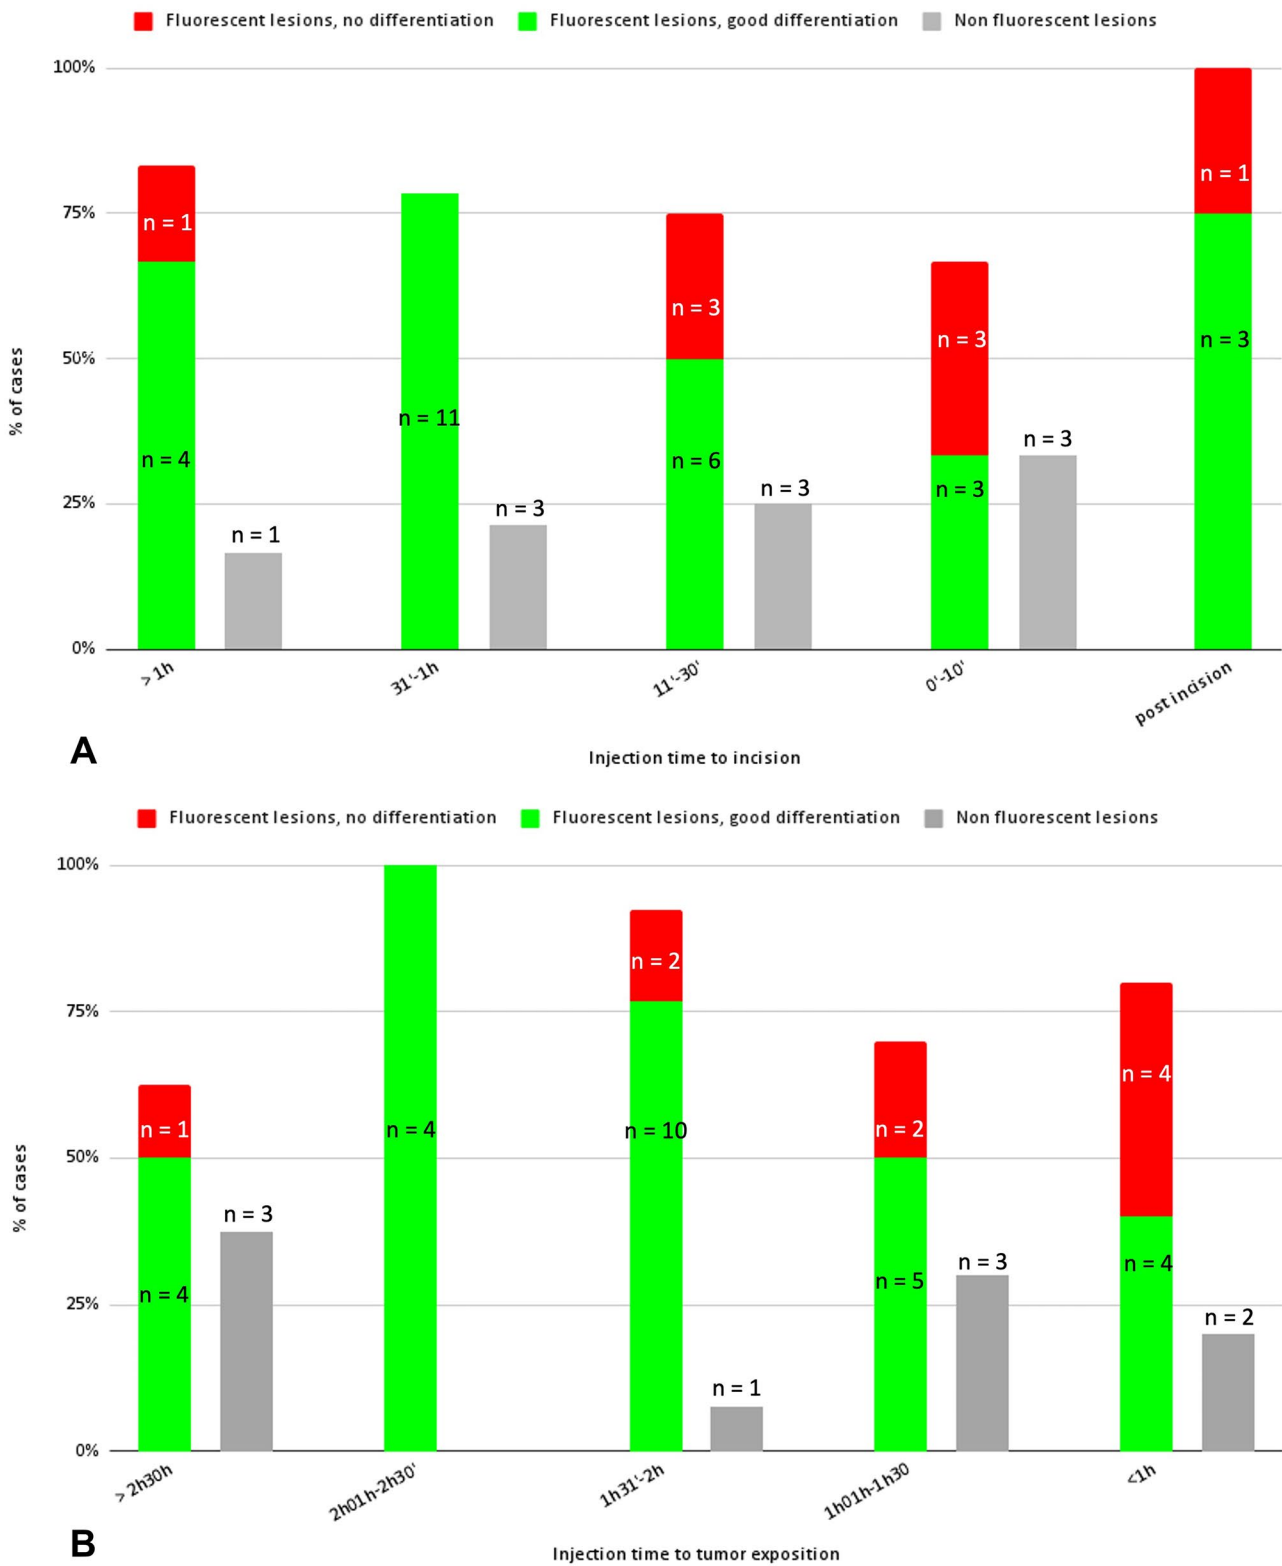 Fluorescent lesions, no differentiation Fluorescent lesions, good differentiation Non fluorescent lesions
100%
n = 1
n = 1
75%
n = 3
50%
n = 3
n = 3
% of cases
n = 11
n = 3
n = 4
n = 6
n = 3
n = 3
25%
n = 3
n = 3
n = 1
0%
> 1h
31'-1h
11'-30'
0'-10'
post incision
A
Injection time to incision
Fluorescent lesions, no differentiation Fluorescent lesions, good differentiation Non fluorescent lesions
100%
n = 2
75%
n = 4
n = 1
n = 4
n = 10
n = 2
50%
% of cases
n = 3
n = 4
n = 5
n = 3
n = 4
25%
n = 2
n = 1
0%
> 2h30h
2h01h-2h30'
1h31'-2h
1h01h-1h30
<1h
B
Injection time to tumor exposition